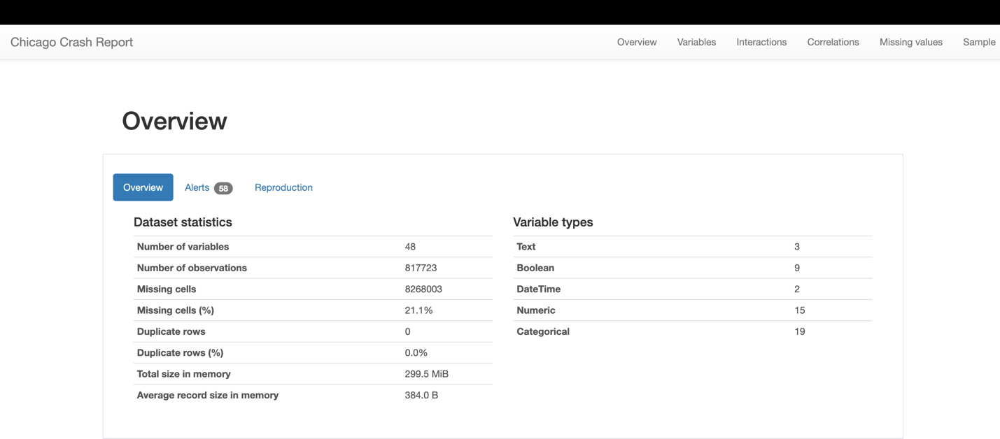 Chicago Crash Report Overview Variables Interactions Correlations Missing values Sample
Overview
Overview Alerts 58 Reproduction
Dataset statistics
Number of variables 48
Number of observations 817723
Missing cells 8268003
Missing cells (%) 21.1%
Duplicate rows 0
Duplicate rows (%) 0.0%
Total size in memory 299.5 MiB
Average record size in memory 384.0 B
Variable types
Text 3
Boolean 9
DateTime 2
Numeric 15
Categorical 19